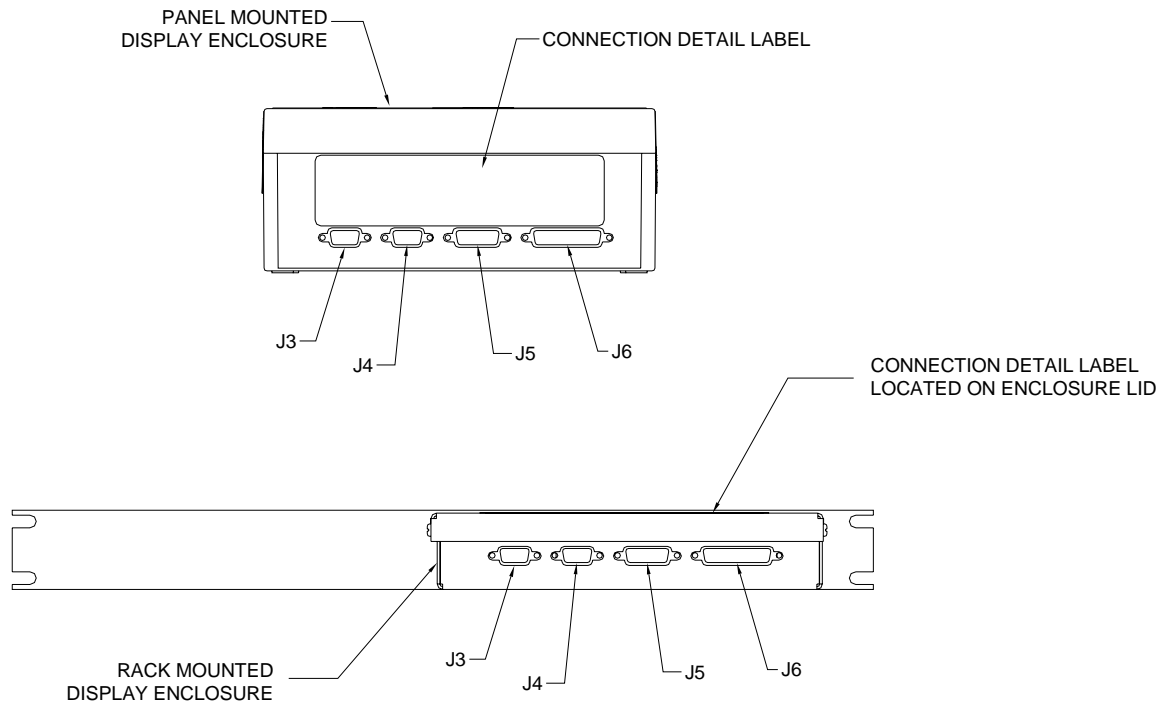 PANEL MOUNTED
DISPLAY ENCLOSURE
CONNECTION DETAIL LABEL
J3
J4
J5
J6
CONNECTION DETAIL LABEL
LOCATED ON ENCLOSURE LID
J3
J4
J5
J6
RACK MOUNTED
DISPLAY ENCLOSURE